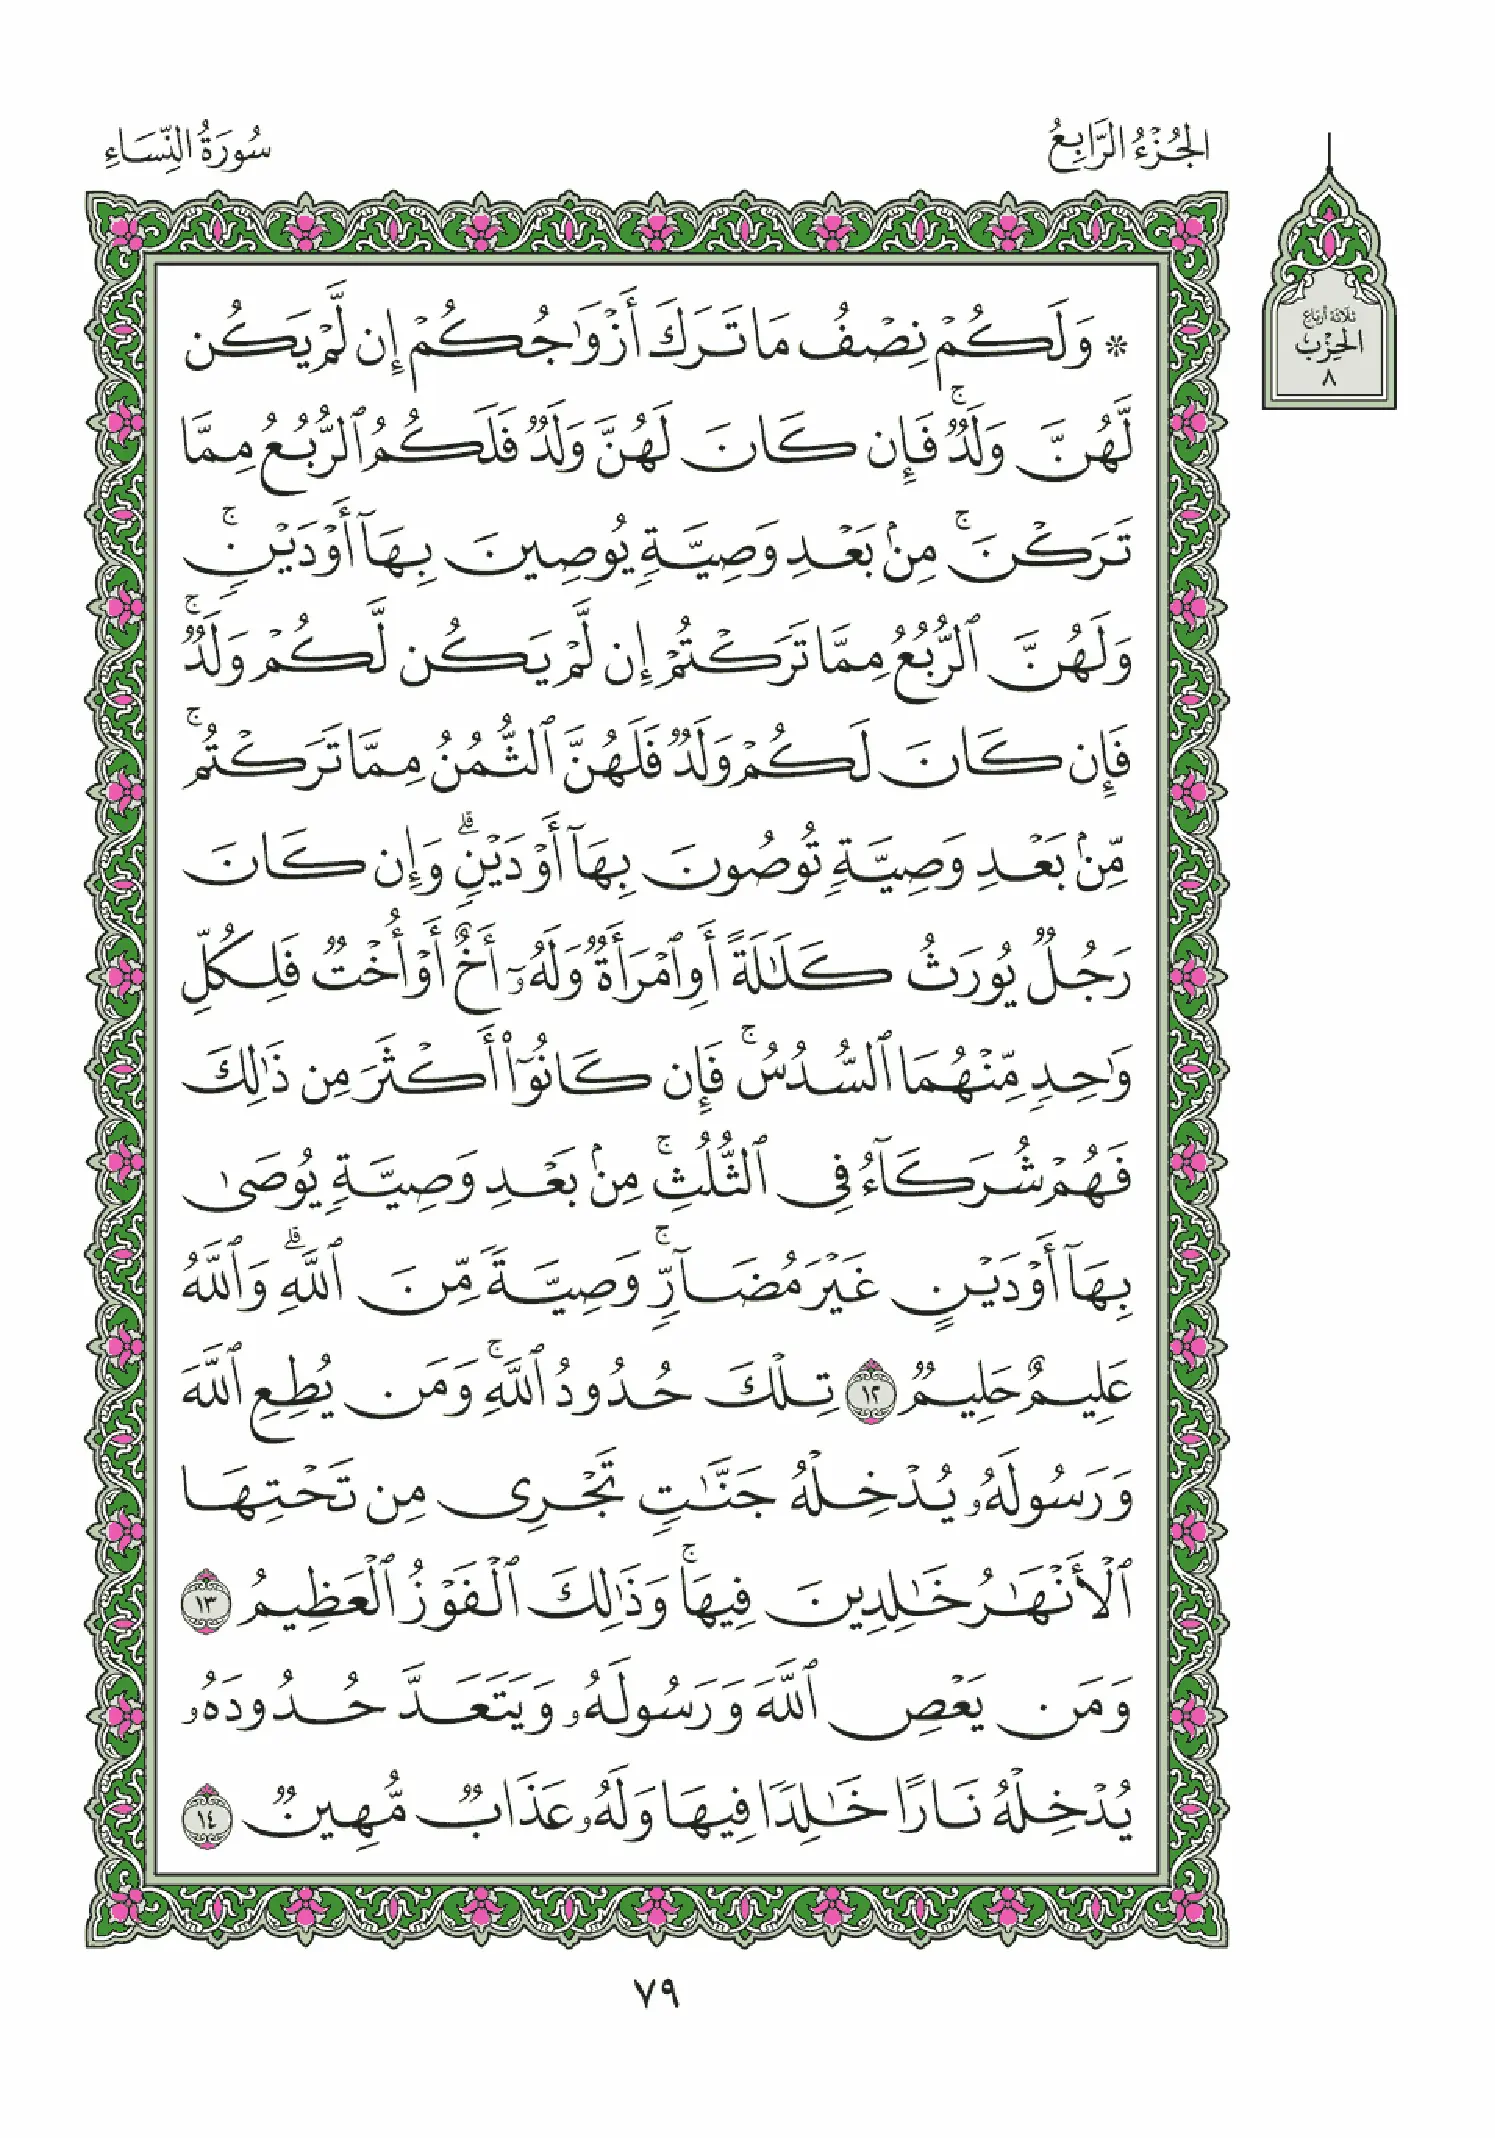 الجُزْءُ الرَّابِعُ
سُورَةُ النِّسَاءِ
ثلاثة أرباع
الحِزْب
٨
* وَلَكُمْ نِصْفُ مَا تَرَكَ أَزْوَٰجُكُمْ إِن لَّمْ يَكُن
لَّهُنَّ وَلَدٌۚ فَإِن كَانَ لَهُنَّ وَلَدٌ فَلَكُمُ ٱلرُّبُعُ مِمَّا
تَرَكْنَۚ مِنۢ بَعْدِ وَصِيَّةٍ يُوصِينَ بِهَآ أَوْ دَيْنٍۚ
وَلَهُنَّ ٱلرُّبُعُ مِمَّا تَرَكْتُمْ إِن لَّمْ يَكُن لَّكُمْ وَلَدٌۚ
فَإِن كَانَ لَكُمْ وَلَدٌ فَلَهُنَّ ٱلثُّمُنُ مِمَّا تَرَكْتُمۚ
مِّنۢ بَعْدِ وَصِيَّةٍ تُوصُونَ بِهَآ أَوْ دَيْنٍۗ وَإِن كَانَ
رَجُلٌ يُورَثُ كَلَٰلَةً أَوِ ٱمْرَأَةٌ وَلَهُۥٓ أَخٌ أَوْ أُخْتٌ فَلِكُلِّ
وَٰحِدٍ مِّنْهُمَا ٱلسُّدُسُۚ فَإِن كَانُوٓا۟ أَكْثَرَ مِن ذَٰلِكَ
فَهُمْ شُرَكَآءُ فِى ٱلثُّلُثِۚ مِنۢ بَعْدِ وَصِيَّةٍ يُوصَىٰ
بِهَآ أَوْ دَيْنٍ غَيْرَ مُضَآرٍّۚ وَصِيَّةً مِّنَ ٱللَّهِۗ وَٱللَّهُ
عَلِيمٌ حَلِيمٌ ١٢ تِلْكَ حُدُودُ ٱللَّهِۚ وَمَن يُطِعِ ٱللَّهَ
وَرَسُولَهُۥ يُدْخِلْهُ جَنَّٰتٍ تَجْرِى مِن تَحْتِهَا
ٱلْأَنْهَٰرُ خَٰلِدِينَ فِيهَاۚ وَذَٰلِكَ ٱلْفَوْزُ ٱلْعَظِيمُ ١٣
وَمَن يَعْصِ ٱللَّهَ وَرَسُولَهُۥ وَيَتَعَدَّ حُدُودَهُۥ
يُدْخِلْهُ نَارًا خَٰلِدًا فِيهَا وَلَهُۥ عَذَابٌ مُّهِينٌ ١٤
٧٩